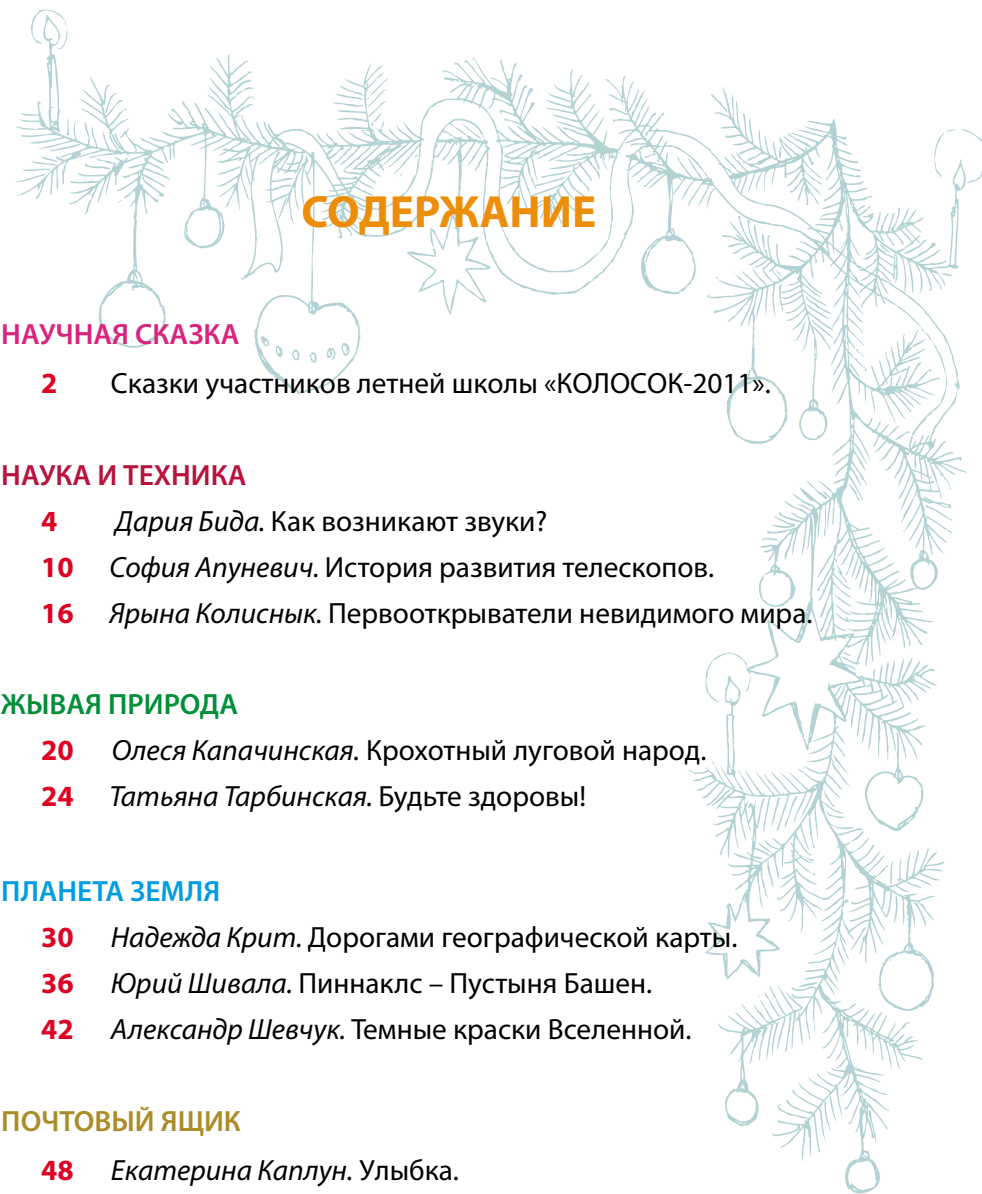 СОДЕРЖАНИЕ
НАУЧНАЯ СКАЗКА
2 Сказки участников летней школы «КОЛОСОК-2011».
НАУКА И ТЕХНИКА
4 Дария Бида. Как возникают звуки?
10 София Апуневич. История развития телескопов.
16 Ярына Колиснык. Первооткрыватели невидимого мира.
ЖЫВАЯ ПРИРОДА
20 Олеся Капачинская. Крохотный луговой народ.
24 Татьяна Тарбинская. Будьте здоровы!
ПЛАНЕТА ЗЕМЛЯ
30 Надежда Крит. Дорогами географической карты.
36 Юрий Шивала. Пиннаклс – Пустыня Башен.
42 Александр Шевчук. Темные краски Вселенной.
ПОЧТОВЫЙ ЯЩИК
48 Екатерина Каплун. Улыбка.